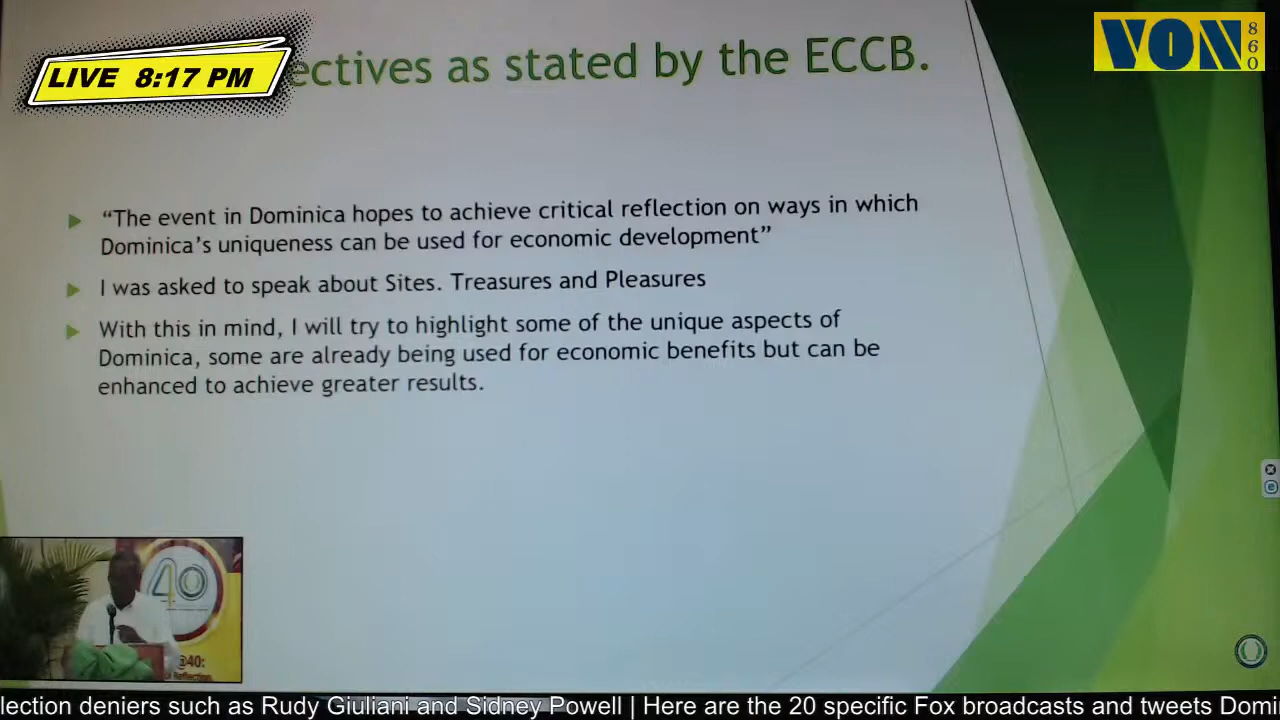 LIVE 8:17 PM
ectives as stated by the ECCB.
VON
860
“The event in Dominica hopes to achieve critical reflection on ways in which
Dominica’s uniqueness can be used for economic development”
I was asked to speak about Sites. Treasures and Pleasures
With this in mind, I will try to highlight some of the unique aspects of
Dominica, some are already being used for economic benefits but can be
enhanced to achieve greater results.
40
@40:
lection deniers such as Rudy Giuliani and Sidney Powell | Here are the 20 specific Fox broadcasts and tweets Domi